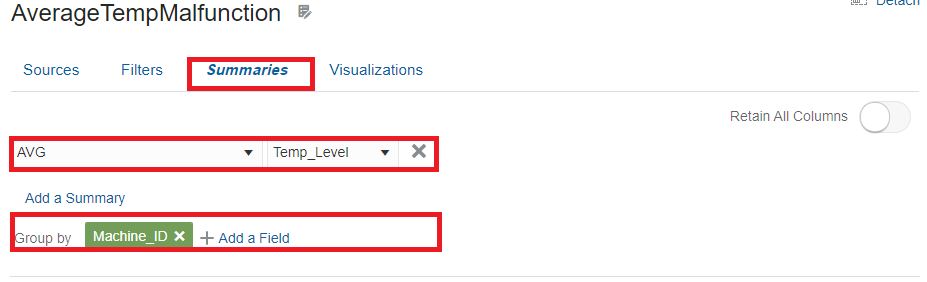 Detach
AverageTempMalfunction
Sources Filters Summaries Visualizations
Retain All Columns
AVG Temp_Level
Add a Summary
Group by Machine_ID Add a Field